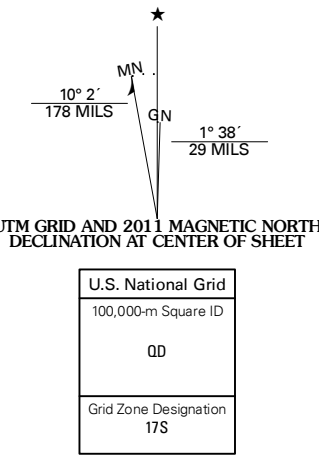 ★
MN
GN
10° 2´
178 MILS
1° 38´
29 MILS
UTM GRID AND 2011 MAGNETIC NORTH
DECLINATION AT CENTER OF SHEET
U.S. National Grid
100,000-m Square ID
QD
Grid Zone Designation
17S